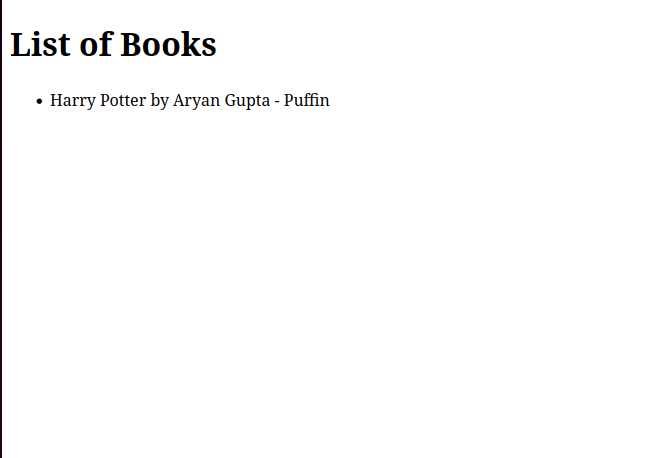 List of Books
• Harry Potter by Aryan Gupta - Puffin